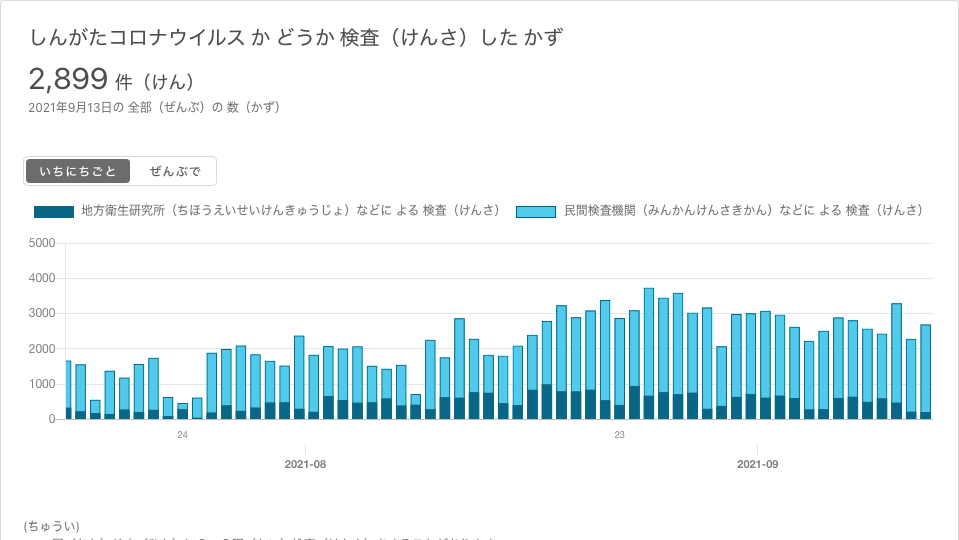 しんがたコロナウイルス か どうか 検査（けんさ）した かず
2,899 件（けん）
2021年9月13日の 全部（ぜんぶ）の 数（かず）
いちにちごと ぜんぶで
地方衛生研究所（ちほうえいせいけんきゅうじょ）などに よる 検査（けんさ） 民間検査機関（みんかんけんさきかん）などに よる 検査（けんさ）
5000
4000
3000
2000
1000
0
24 23
2021-08 2021-09
(ちゅうい)